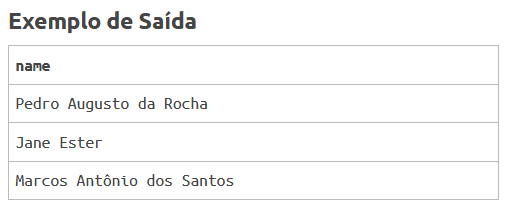 Exemplo de Saída
name
Pedro Augusto da Rocha
Jane Ester
Marcos Antônio dos Santos